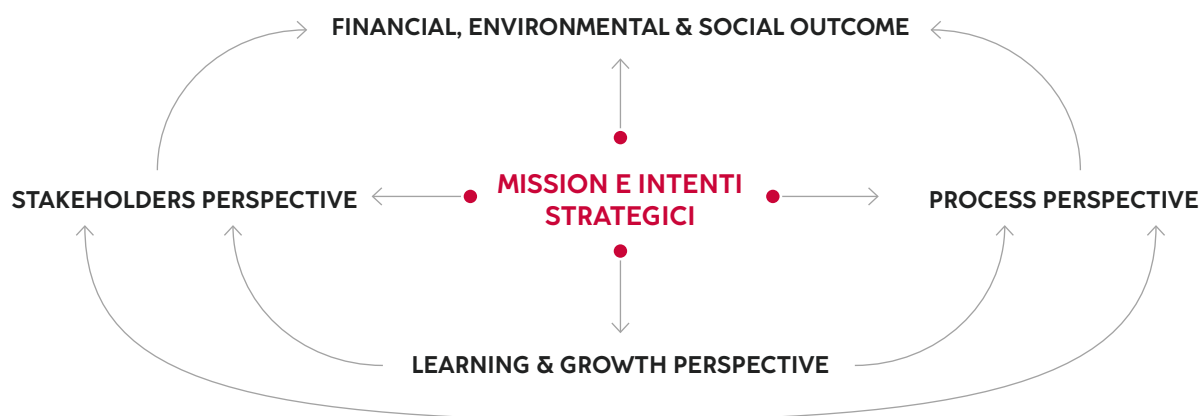 FINANCIAL, ENVIRONMENTAL & SOCIAL OUTCOME
STAKEHOLDERS PERSPECTIVE
MISSION E INTENTI
STRATEGICI
PROCESS PERSPECTIVE
LEARNING & GROWTH PERSPECTIVE